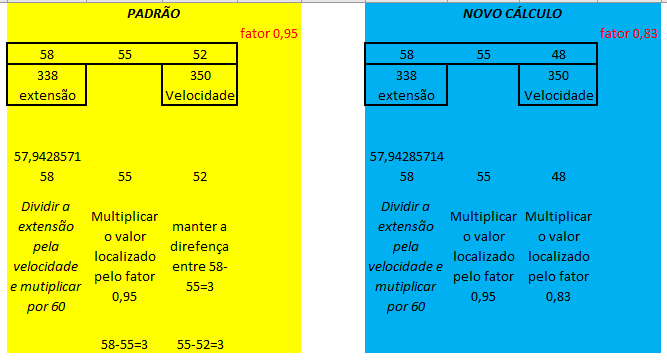 PADRÃO
fator 0,95
58 55 52
338 350
extensão Velocidade
57,9428571
58 55 52
Dividir a
extensão
pela
velocidade
e mutiplicar
por 60
Multiplicar
o valor
localizado
pelo fator
0,95
manter a
direfença
entre 58-
55=3
58-55=3 55-52=3
NOVO CÁLCULO
fator 0,83
58 55 48
338 350
extensão Velocidade
57,94285714
58 55 48
Dividir a
extensão
pela
velocidade e
mutiplicar
por 60
Multiplicar
o valor
localizado
pelo fator
0,95
Multiplicar
o valor
localizado
pelo fator
0,83